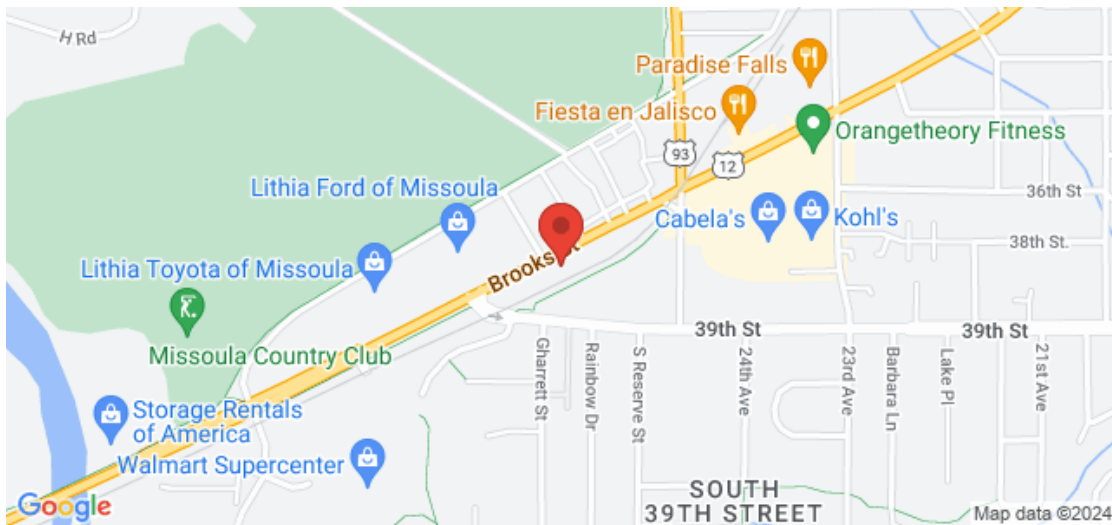 H Rd
Paradise Falls
Fiesta en Jalisco
Orangetheory Fitness
93
12
Lithia Ford of Missoula
36th St
Cabela's
Kohl's
38th St.
Lithia Toyota of Missoula
Brooks St
39th St
39th St
Missoula Country Club
Gharrett St
Rainbow Dr
S Reserve St
24th Ave
23rd Ave
Barbara Ln
Lake Pl
21st Ave
Storage Rentals
of America
Walmart Supercenter
SOUTH
39TH STREET
Google
Map data ©2024